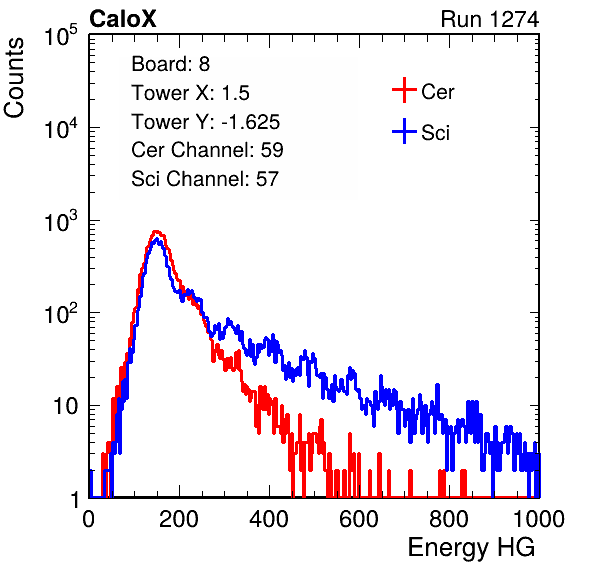 CaloX Run 1274
Counts
Board: 8
Tower X: 1.5
Tower Y: -1.625
Cer Channel: 59
Sci Channel: 57
Cer
Sci
10^5
10^4
10^3
10^2
10
1
0 200 400 600 800 1000
Energy HG